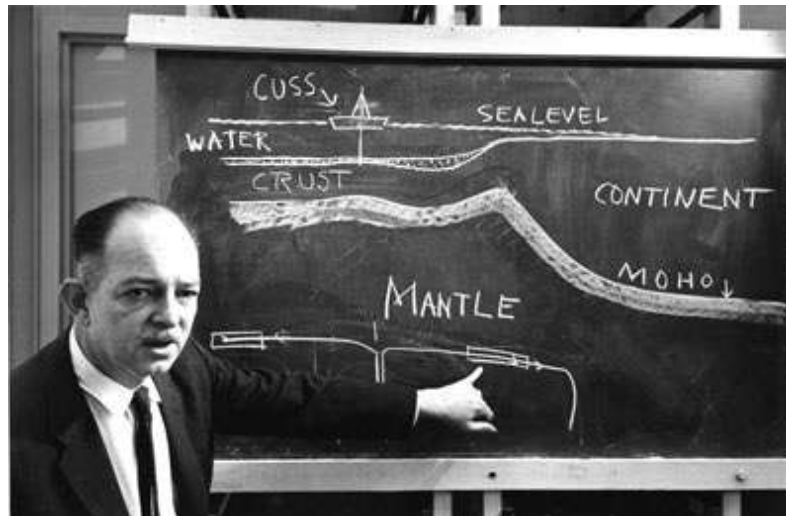 CUSS
SEALEVEL
WATER
CRUST
CONTINENT
MOHO
MANTLE